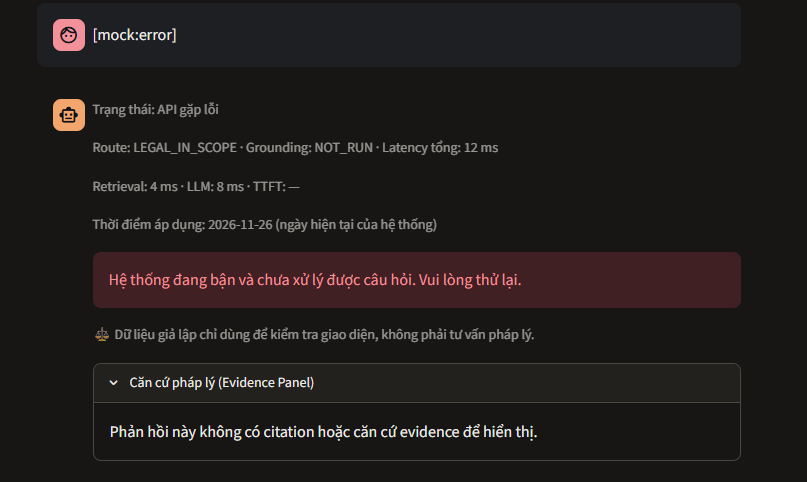 [mock:error]
Trạng thái: API gặp lỗi
Route: LEGAL_IN_SCOPE · Grounding: NOT_RUN · Latency tổng: 12 ms
Retrieval: 4 ms · LLM: 8 ms · TTFT: —
Thời điểm áp dụng: 2026-11-26 (ngày hiện tại của hệ thống)
Hệ thống đang bận và chưa xử lý được câu hỏi. Vui lòng thử lại.
Dữ liệu giả lập chỉ dùng để kiểm tra giao diện, không phải tư vấn pháp lý.
Căn cứ pháp lý (Evidence Panel)
Phản hồi này không có citation hoặc căn cứ evidence để hiển thị.